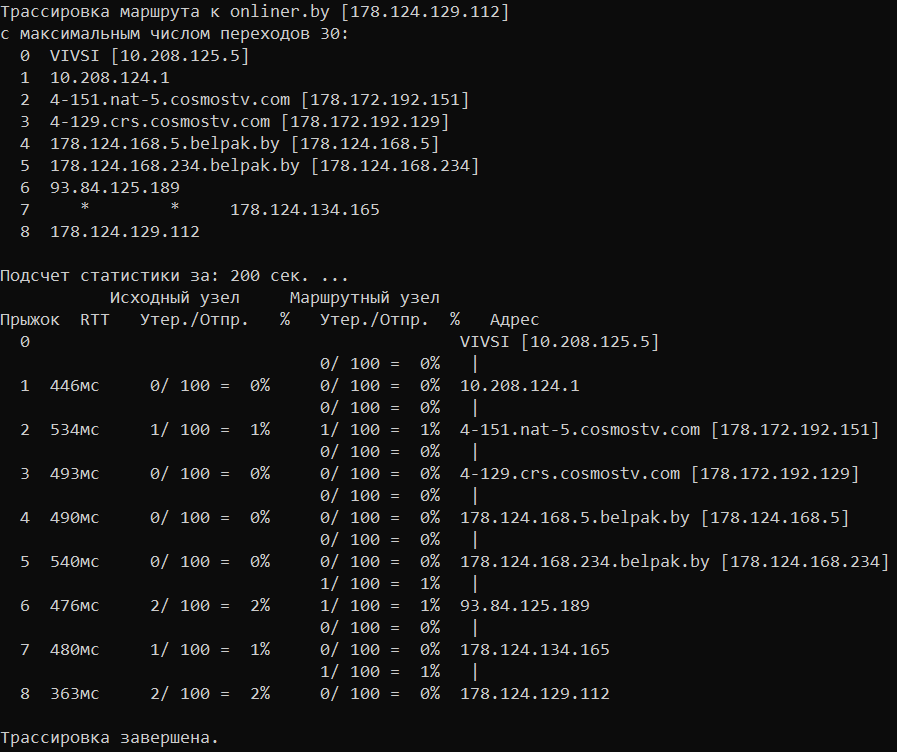 Трассировка маршрута к onliner.by [178.124.129.112]
с максимальным числом переходов 30:
  0  VIVSI [10.208.125.5]
  1  10.208.124.1
  2  4-151.nat-5.cosmostv.com [178.172.192.151]
  3  4-129.crs.cosmostv.com [178.172.192.129]
  4  178.124.168.5.belpak.by [178.124.168.5]
  5  178.124.168.234.belpak.by [178.124.168.234]
  6  93.84.125.189
  7     *        *     178.124.134.165
  8  178.124.129.112

Подсчет статистики за: 200 сек. ...
           Исходный узел     Маршрутный узел
Прыжок  RTT   Утер./Отпр.   %   Утер./Отпр.  %   Адрес
  0                                           VIVSI [10.208.125.5]
                                0/ 100 =  0%   |
  1  446мс     0/ 100 =  0%     0/ 100 =  0%  10.208.124.1
                                0/ 100 =  0%   |
  2  534мс     1/ 100 =  1%     1/ 100 =  1%  4-151.nat-5.cosmostv.com [178.172.192.151]
                                0/ 100 =  0%   |
  3  493мс     0/ 100 =  0%     0/ 100 =  0%  4-129.crs.cosmostv.com [178.172.192.129]
                                0/ 100 =  0%   |
  4  490мс     0/ 100 =  0%     0/ 100 =  0%  178.124.168.5.belpak.by [178.124.168.5]
                                0/ 100 =  0%   |
  5  540мс     0/ 100 =  0%     0/ 100 =  0%  178.124.168.234.belpak.by [178.124.168.234]
                                1/ 100 =  1%   |
  6  476мс     2/ 100 =  2%     1/ 100 =  1%  93.84.125.189
                                0/ 100 =  0%   |
  7  480мс     1/ 100 =  1%     0/ 100 =  0%  178.124.134.165
                                1/ 100 =  1%   |
  8  363мс     2/ 100 =  2%     0/ 100 =  0%  178.124.129.112

Трассировка завершена.